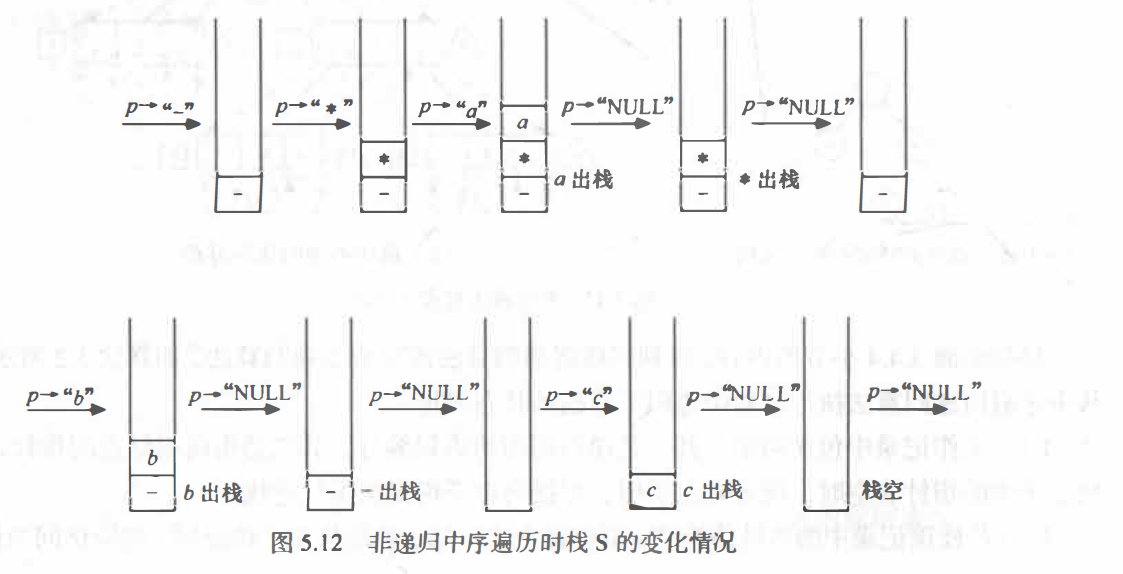 p→“-” p→“*” p→“a” p→“NULL” p→“NULL”
a
* * *
- - - a 出栈 - * 出栈 -
p→“b” p→“NULL” p→“NULL” p→“c” p→“NULL” p→“NULL”
b
- b 出栈 - - 出栈 c c 出栈 栈空
图 5.12 非递归中序遍历时栈 S 的变化情况